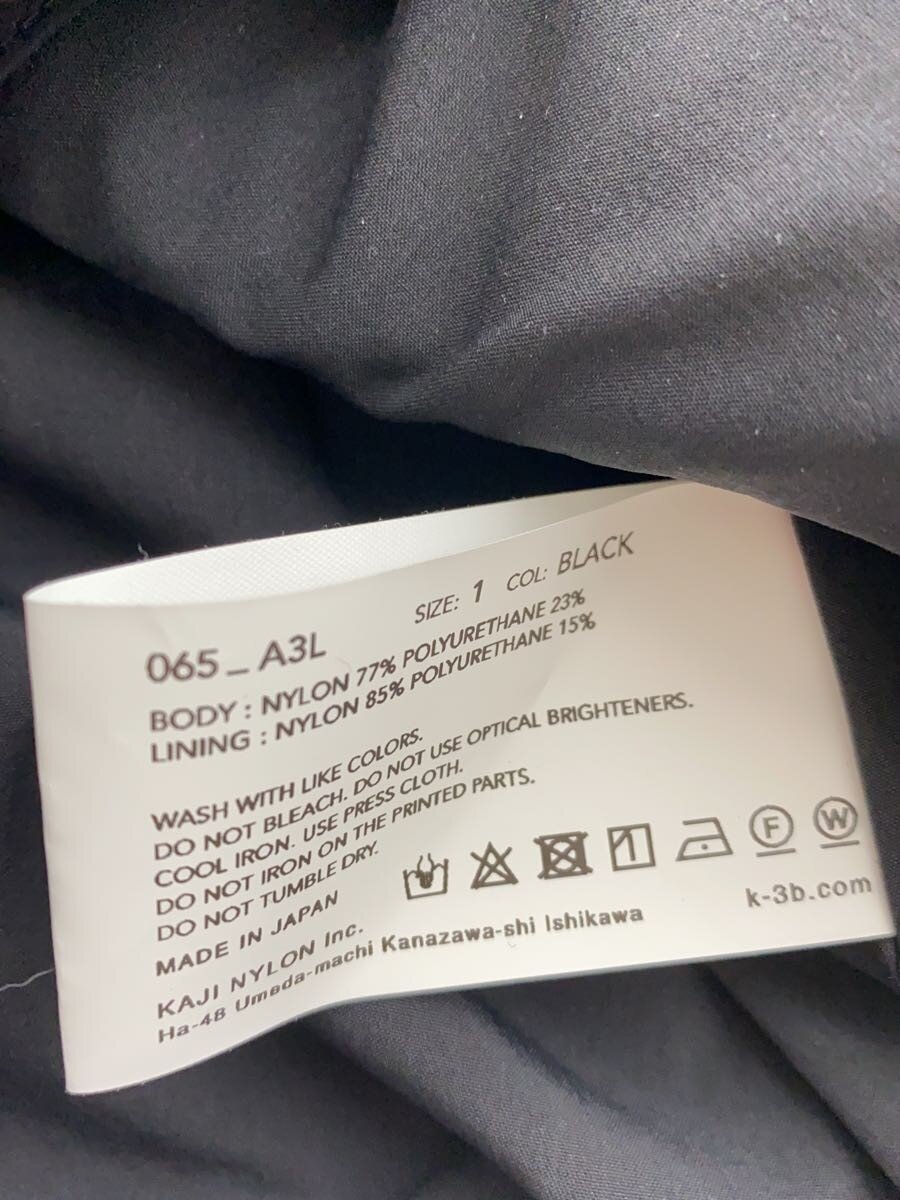 065_A3L SIZE: 1 COL: BLACK
BODY : NYLON 77% POLYURETHANE 23%
LINING : NYLON 85% POLYURETHANE 15%
WASH WITH LIKE COLORS.
DO NOT BLEACH. DO NOT USE OPTICAL BRIGHTENERS.
COOL IRON. USE PRESS CLOTH.
DO NOT IRON ON THE PRINTED PARTS.
DO NOT TUMBLE DRY.
F W
MADE IN JAPAN
k-3b.com
KAJI NYLON Inc.
Ha-48 Umeda-machi Kanazawa-shi Ishikawa